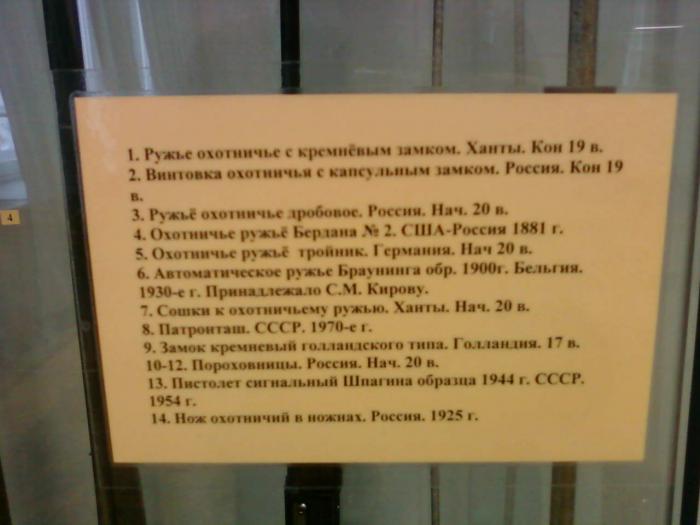 1. Ружье охотничье с кремнёвым замком. Ханты. Кон 19 в.
2. Винтовка охотничья с капсульным замком. Россия. Кон 19
в.
3. Ружьё охотничье дробовое. Россия. Нач. 20 в.
4. Охотничье ружьё Бердана № 2. США-Россия 1881 г.
5. Охотничье ружьё тройник. Германия. Нач 20 в.
6. Автоматическое ружье Браунинга обр. 1900г. Бельгия.
1930-е г. Принадлежало С.М. Кирову.
7. Сошки к охотничьему ружью. Ханты. Нач. 20 в.
8. Патронташ. СССР. 1970-е г.
9. Замок кремневый голландского типа. Голландия. 17 в.
10-12. Пороховницы. Россия. Нач. 20 в.
13. Пистолет сигнальный Шпагина образца 1944 г. СССР.
1954 г.
14. Нож охотничий в ножнах. Россия. 1925 г.
4